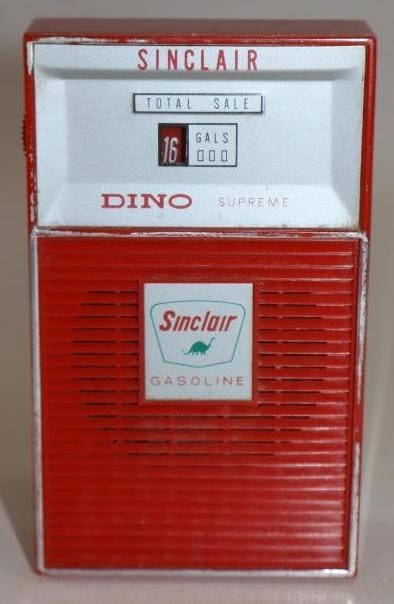 SINCLAIR
TOTAL SALE
16 GALS
000
DINO SUPREME
Sinclair
GASOLINE